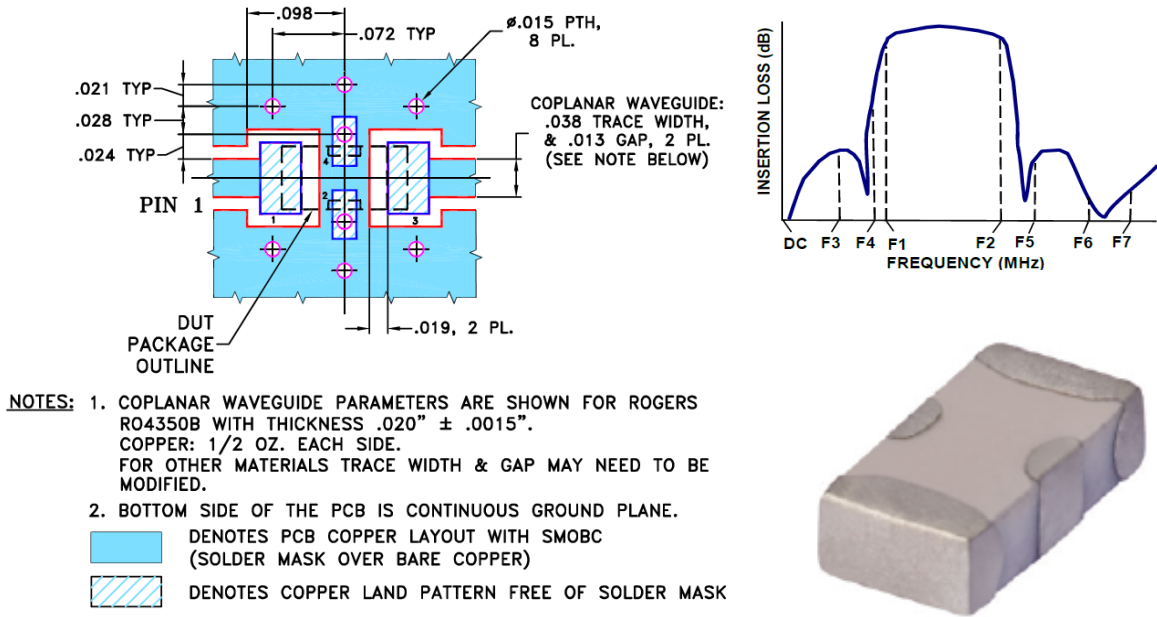 .098
.072 TYP
ø.015 PTH,
8 PL.
.021 TYP
.028 TYP
.024 TYP
COPLANAR WAVEGUIDE:
.038 TRACE WIDTH,
& .013 GAP, 2 PL.
(SEE NOTE BELOW)
PIN 1
4
2
1
3
.019, 2 PL.
DUT
PACKAGE
OUTLINE
INSERTION LOSS (dB)
DC F3 F4 F1 F2 F5 F6 F7
FREQUENCY (MHz)
NOTES: 1. COPLANAR WAVEGUIDE PARAMETERS ARE SHOWN FOR ROGERS
RO4350B WITH THICKNESS .020" ± .0015".
COPPER: 1/2 OZ. EACH SIDE.
FOR OTHER MATERIALS TRACE WIDTH & GAP MAY NEED TO BE
MODIFIED.
2. BOTTOM SIDE OF THE PCB IS CONTINUOUS GROUND PLANE.
DENOTES PCB COPPER LAYOUT WITH SMOBC
(SOLDER MASK OVER BARE COPPER)
DENOTES COPPER LAND PATTERN FREE OF SOLDER MASK